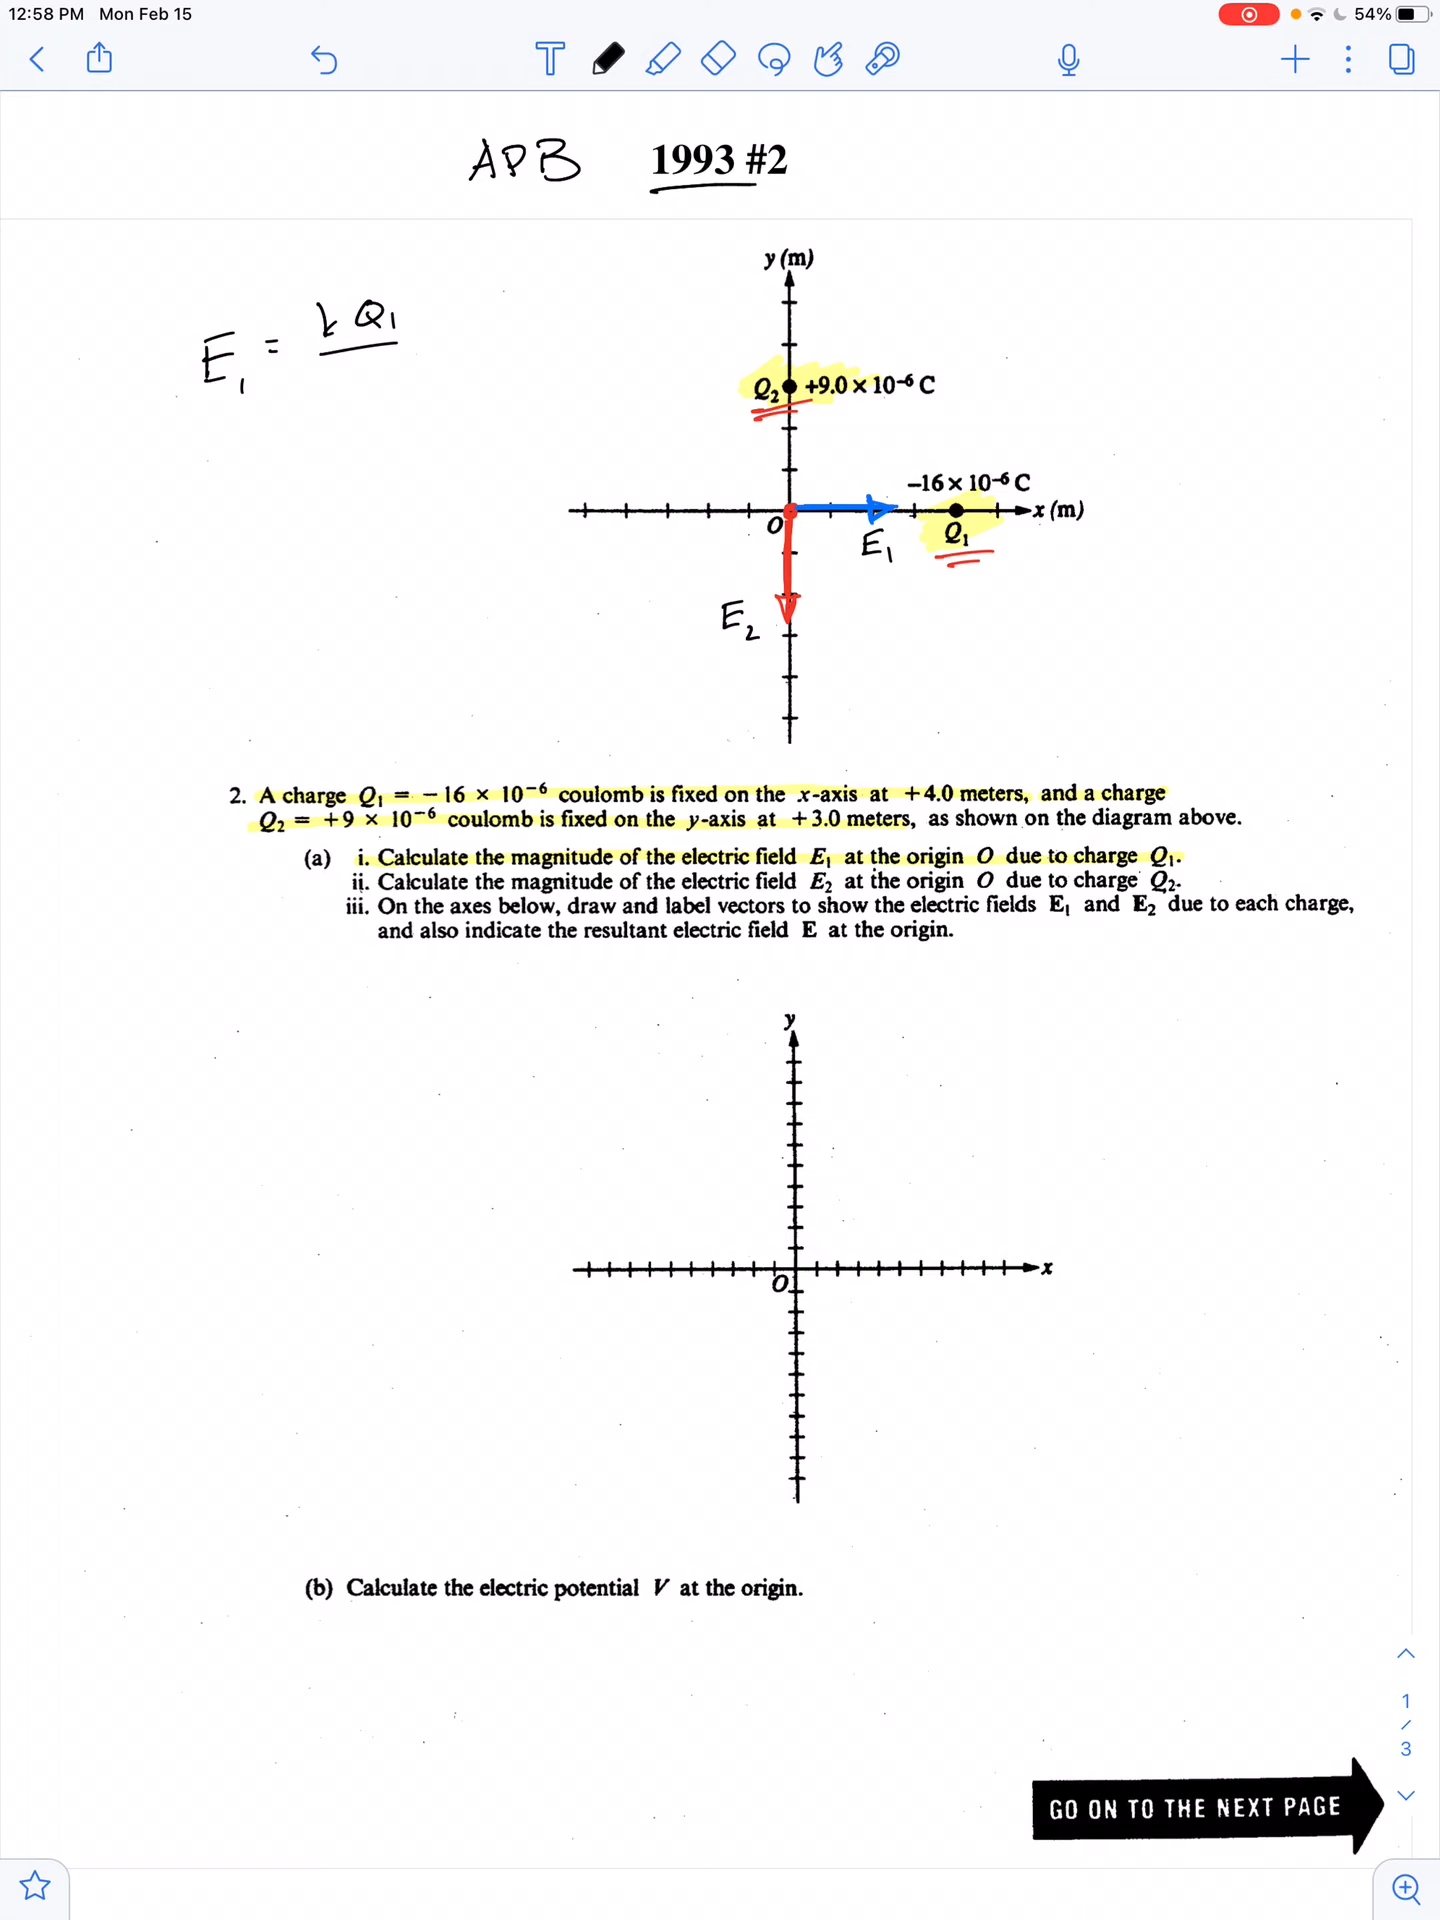 12:58 PM Mon Feb 15
54%
APB 1993 #2
y (m)
E₁ = k Q₁
Q₂ +9.0 × 10⁻⁶ C
−16 × 10⁻⁶ C
x (m)
O
E₁
Q₁
E₂
2. A charge Q₁ = − 16 × 10⁻⁶ coulomb is fixed on the x-axis at +4.0 meters, and a charge
Q₂ = +9 × 10⁻⁶ coulomb is fixed on the y-axis at +3.0 meters, as shown on the diagram above.
(a) i. Calculate the magnitude of the electric field E₁ at the origin O due to charge Q₁.
ii. Calculate the magnitude of the electric field E₂ at the origin O due to charge Q₂.
iii. On the axes below, draw and label vectors to show the electric fields E₁ and E₂ due to each charge,
and also indicate the resultant electric field E at the origin.
y
x
O
(b) Calculate the electric potential V at the origin.
1
/
3
GO ON TO THE NEXT PAGE